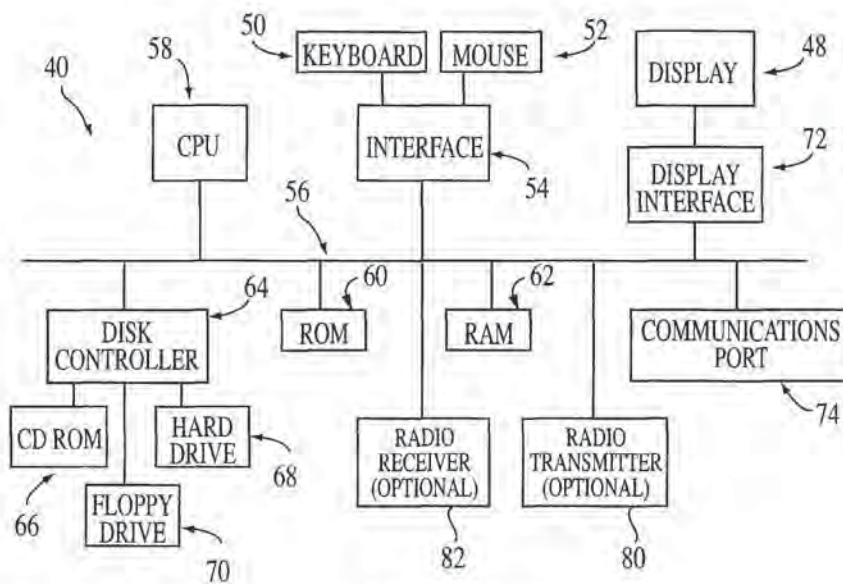 50
KEYBOARD
MOUSE
52
58
40
CPU
INTERFACE
54
DISPLAY
48
72
DISPLAY
INTERFACE
56
64
DISK
CONTROLLER
60
ROM
62
RAM
COMMUNICATIONS
PORT
74
CD ROM
66
HARD
DRIVE
68
FLOPPY
DRIVE
70
RADIO
RECEIVER
(OPTIONAL)
82
RADIO
TRANSMITTER
(OPTIONAL)
80